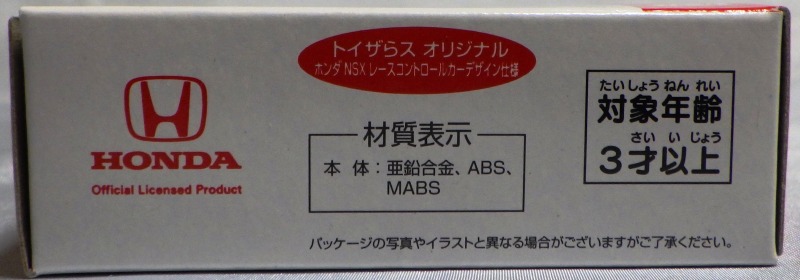 トイザらス オリジナル
ホンダ NSX レースコントロールカーデザイン仕様
HONDA
Official Licensed Product
材質表示
本 体：亜鉛合金、ABS、
MABS
たいしょう ねん れい
対象年齢
さい い じょう
3才以上
パッケージの写真やイラストと異なる場合がございますがご了承ください。